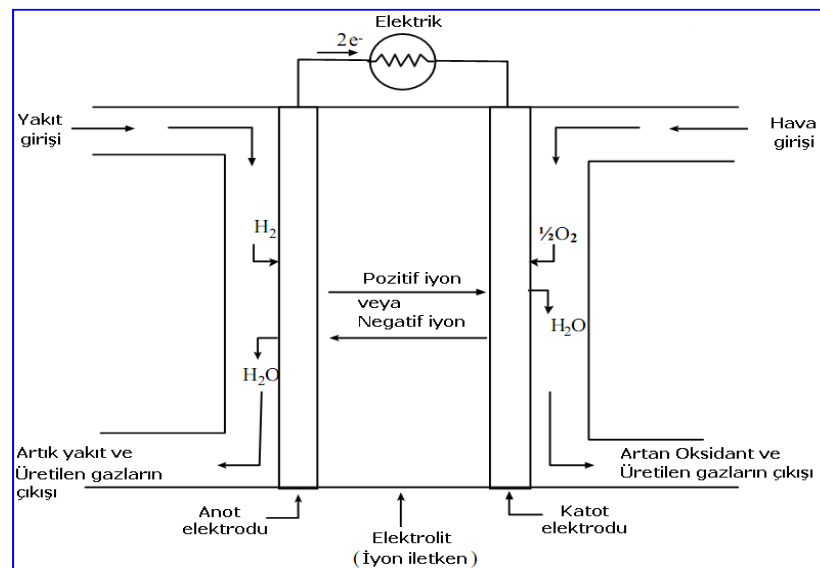 Elektrik
2e-
Yakıt
girişi
Hava
girişi
H2
½O2
Pozitif iyon
veya
Negatif iyon
H2O
H2O
Artık yakıt ve
Üretilen gazların
çıkışı
Artan Oksidant ve
Üretilen gazların çıkışı
Anot
elektrodu
Elektrolit
( İyon iletken )
Katot
elektrodu